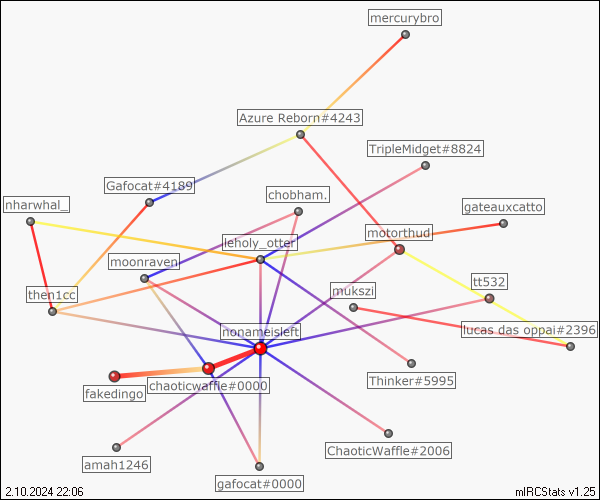 mercurybro
Azure Reborn#4243
TripleMidget#8824
Gafocat#4189
chobham.
nharwhal_
gateauxcatto
motorthud
leholy_otter
moonraven
tt532
mukszi
then1cc
nonameisleft
lucas das oppai#2396
chaoticwaffle#0000
Thinker#5995
fakedingo
ChaoticWaffle#2006
amah1246
gafocat#0000
2.10.2024 22:06
mIRCStats v1.25